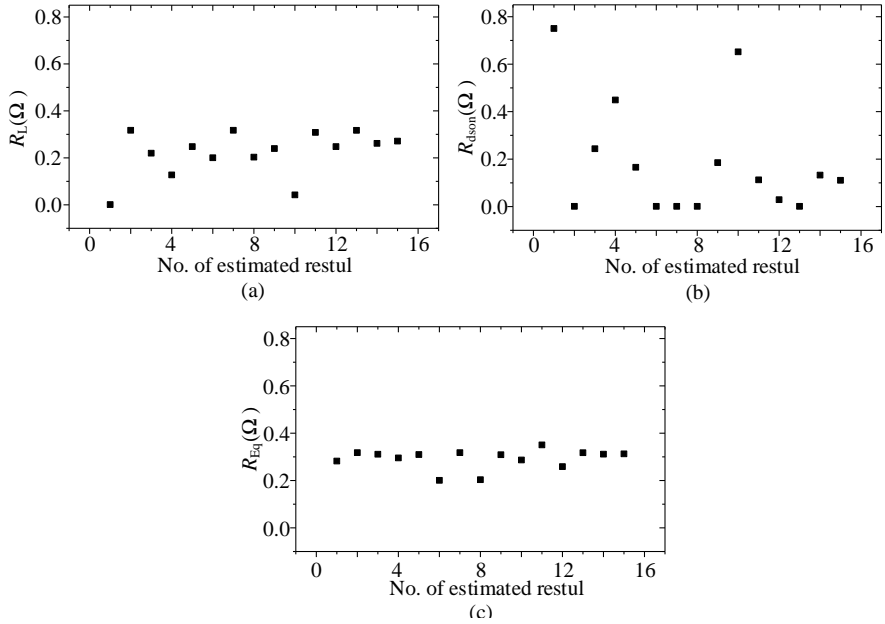 0.8
0.6
0.4
0.2
0.0
R_L(Ω)
0 4 8 12 16
No. of estimated restul
(a)
0.8
0.6
0.4
0.2
0.0
R_dson(Ω)
0 4 8 12 16
No. of estimated restul
(b)
0.8
0.6
0.4
0.2
0.0
R_Eq(Ω)
0 4 8 12 16
No. of estimated restul
(c)